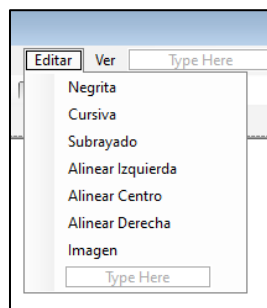 Editar Ver Type Here
Negrita
Cursiva
Subrayado
Alinear Izquierda
Alinear Centro
Alinear Derecha
Imagen
Type Here